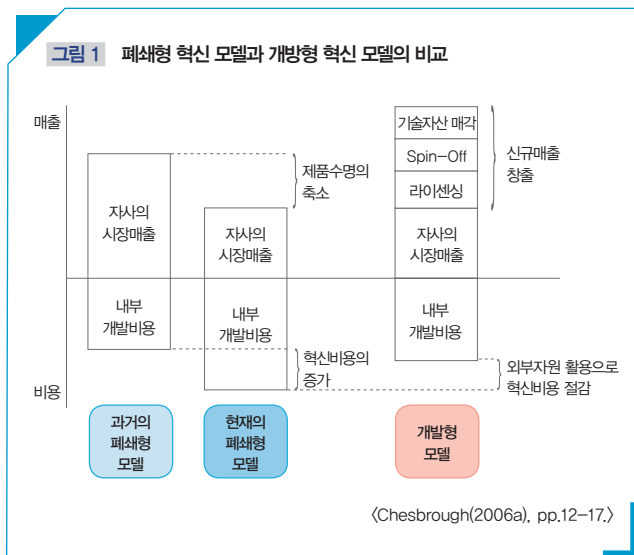 그림 1 폐쇄형 혁신 모델과 개방형 혁신 모델의 비교
매출
비용
자사의
시장매출
내부
개발비용
제품수명의
축소
자사의
시장매출
내부
개발비용
혁신비용의
증가
기술자산 매각
Spin-Off
라이센싱
자사의
시장매출
내부
개발비용
신규매출
창출
외부자원 활용으로
혁신비용 절감
과거의
폐쇄형
모델
현재의
폐쇄형
모델
개발형
모델
〈Chesbrough(2006a), pp.12-17.〉